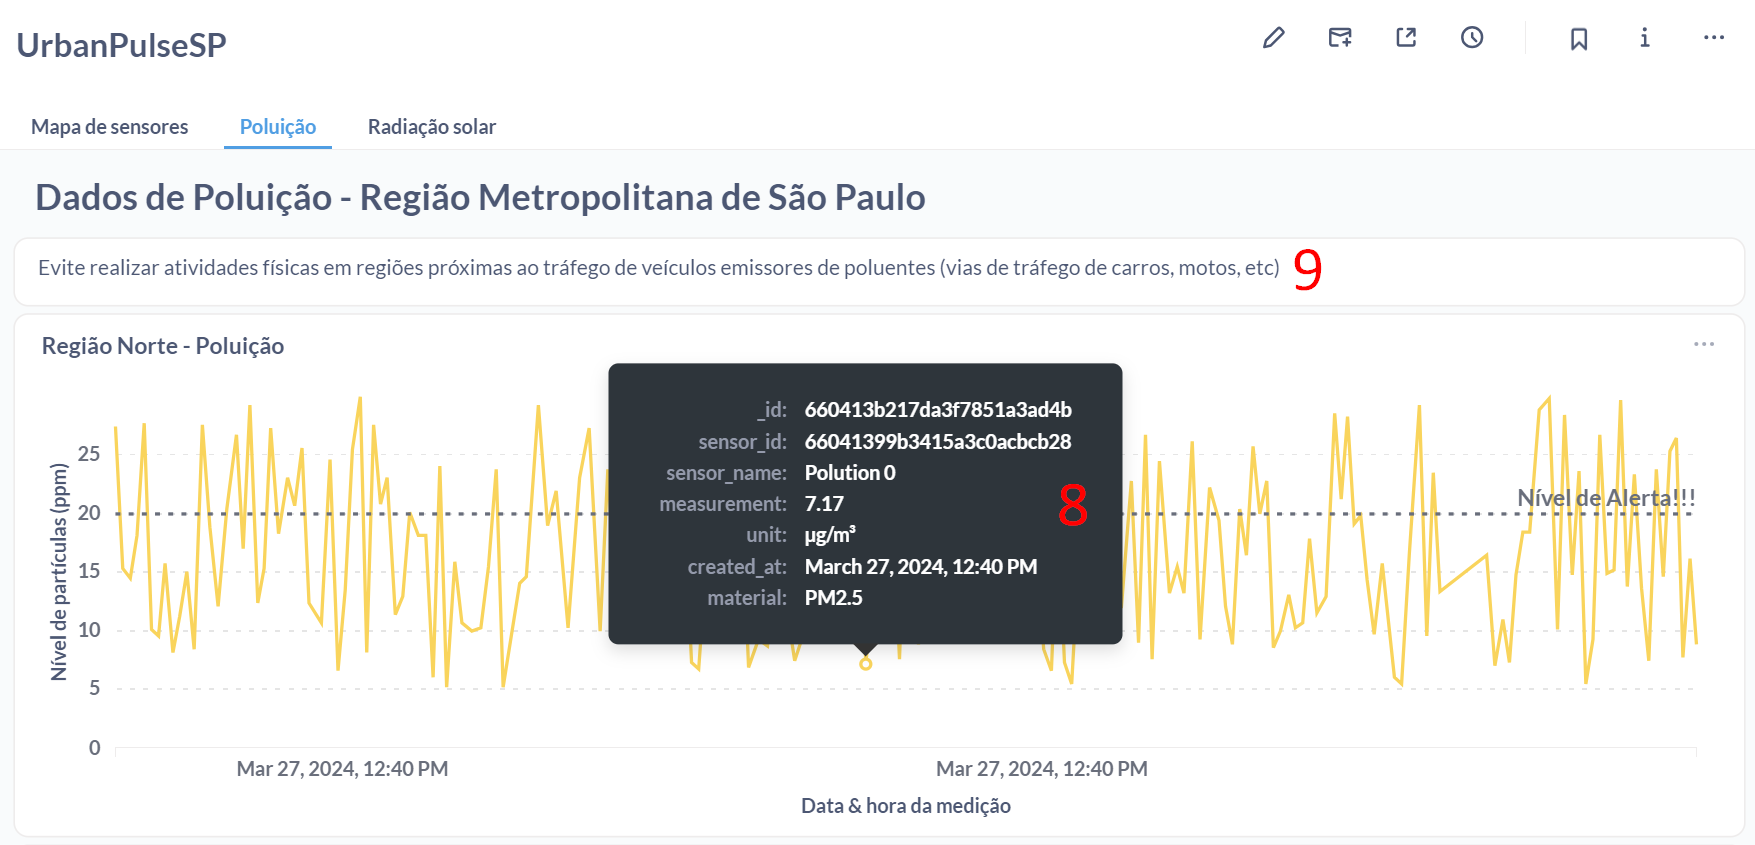 UrbanPulseSP
Mapa de sensores
Poluição
Radiação solar
Dados de Poluição - Região Metropolitana de São Paulo
Evite realizar atividades físicas em regiões próximas ao tráfego de veículos emissores de poluentes (vias de tráfego de carros, motos, etc)
9
Região Norte - Poluição
_id: 660413b217da3f7851a3ad4b
sensor_id: 66041399b3415a3c0acbcb28
sensor_name: Polution 0
measurement: 7.17
unit: µg/m³
created_at: March 27, 2024, 12:40 PM
material: PM2.5
8
Nível de Alerta!!!
Nível de partículas (ppm)
25
20
15
10
5
0
Mar 27, 2024, 12:40 PM
Mar 27, 2024, 12:40 PM
Data & hora da medição